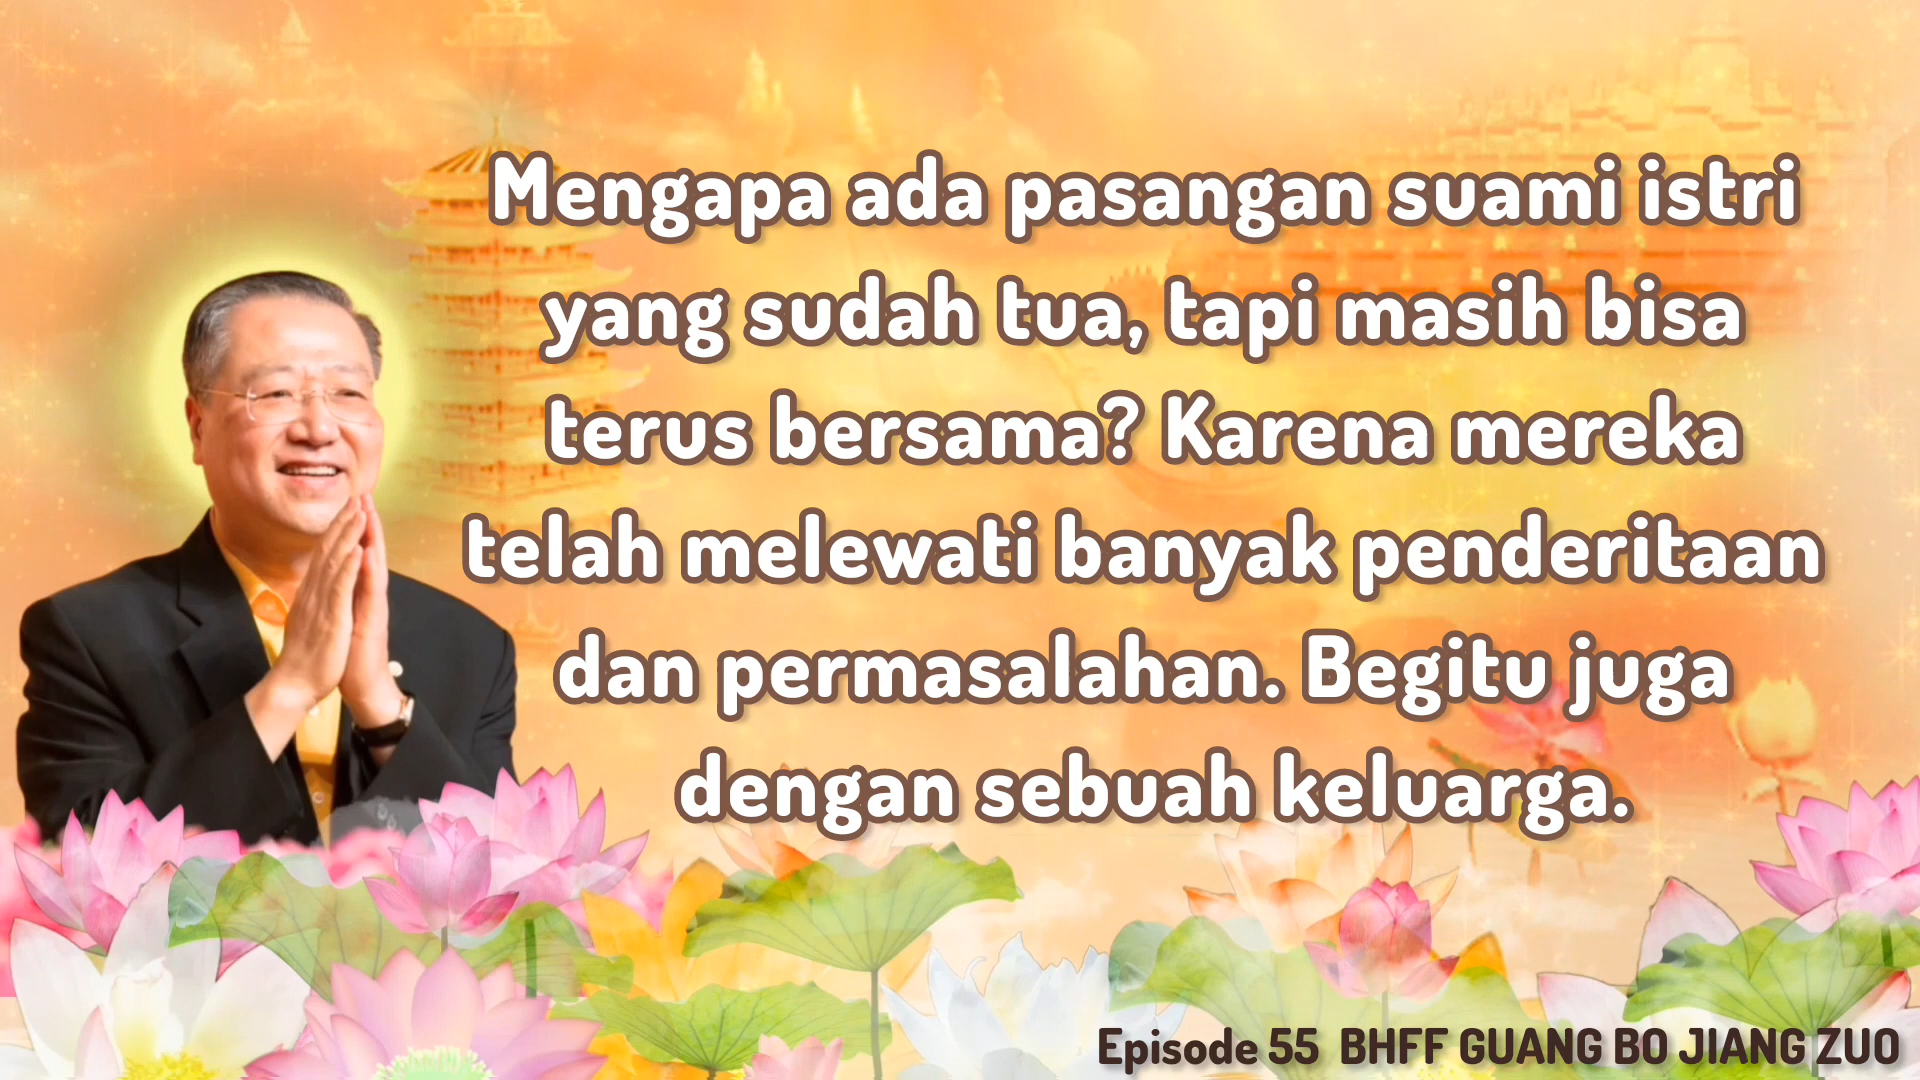 Mengapa ada pasangan suami istri
yang sudah tua, tapi masih bisa
terus bersama? Karena mereka
telah melewati banyak penderitaan
dan permasalahan. Begitu juga
dengan sebuah keluarga.
Episode 55 BHFF GUANG BO JIANG ZUO